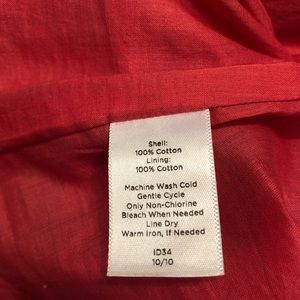 Shell:
100% Cotton
Lining:
100% Cotton
Machine Wash Cold
Gentle Cycle
Only Non-Chlorine
Bleach When Needed
Line Dry
Warm Iron, If Needed
ID34
10/10